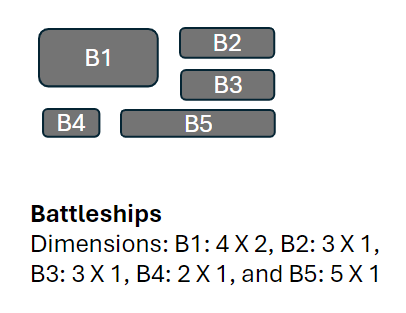 B1
B2
B3
B4
B5
Battleships
Dimensions: B1: 4 X 2, B2: 3 X 1,
B3: 3 X 1, B4: 2 X 1, and B5: 5 X 1